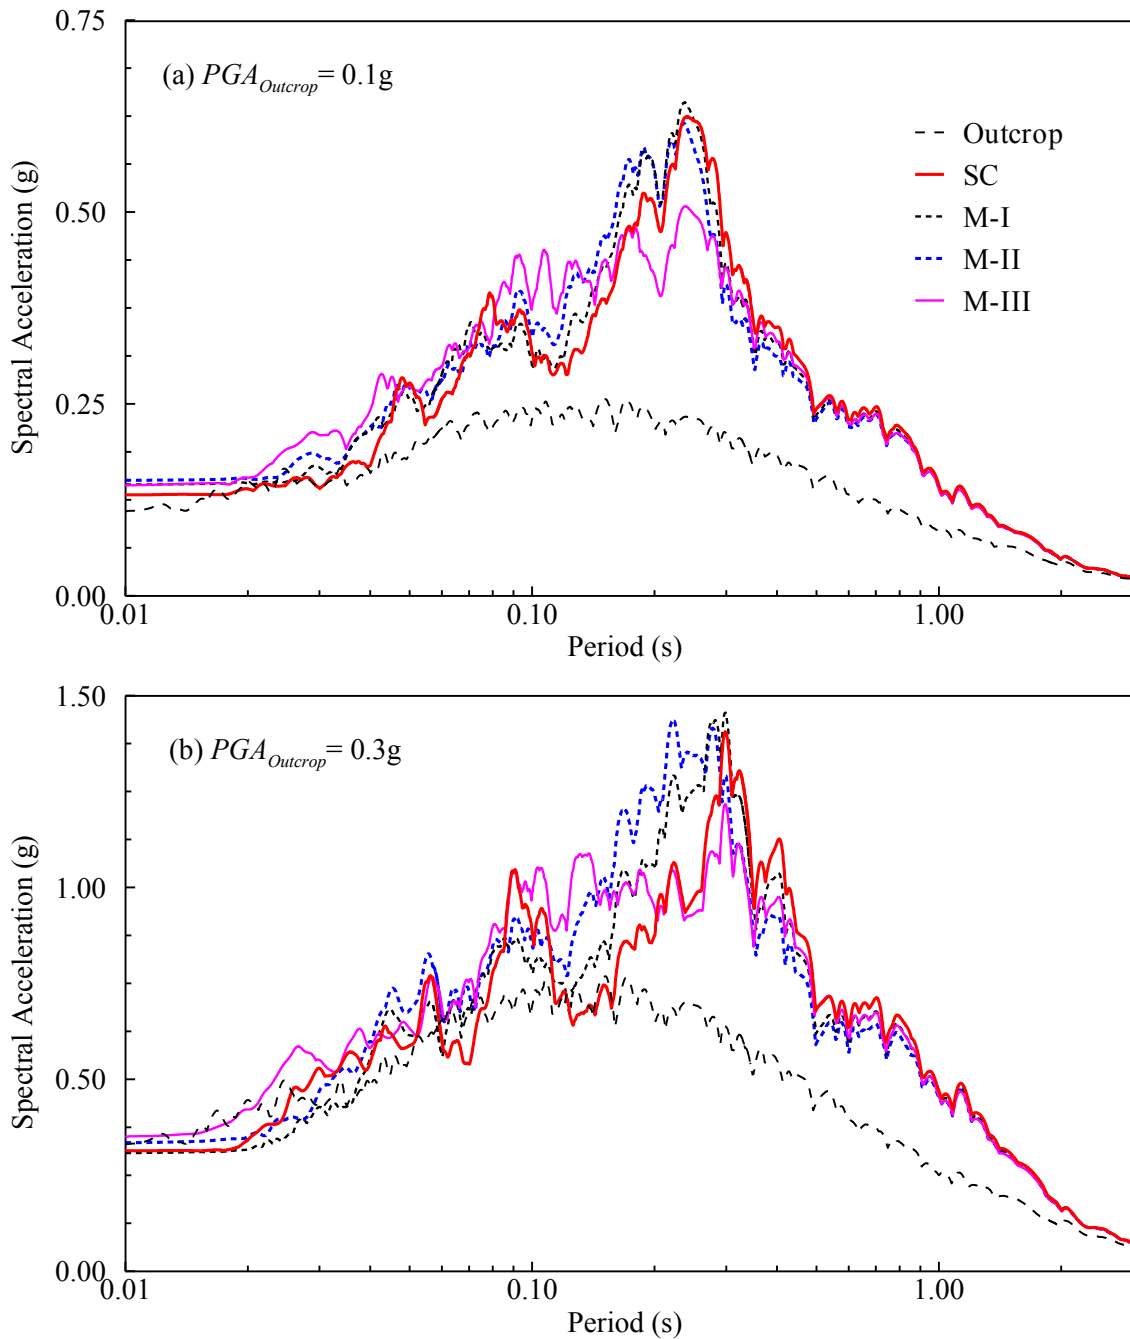 0.75
(a) PGA_Outcrop= 0.1g
Outcrop
SC
0.50
M-I
M-II
M-III
Spectral Acceleration (g)
0.25
0.00
0.01
0.10
1.00
Period (s)
1.50
(b) PGA_Outcrop= 0.3g
1.00
Spectral Acceleration (g)
0.50
0.00
0.01
0.10
1.00
Period (s)